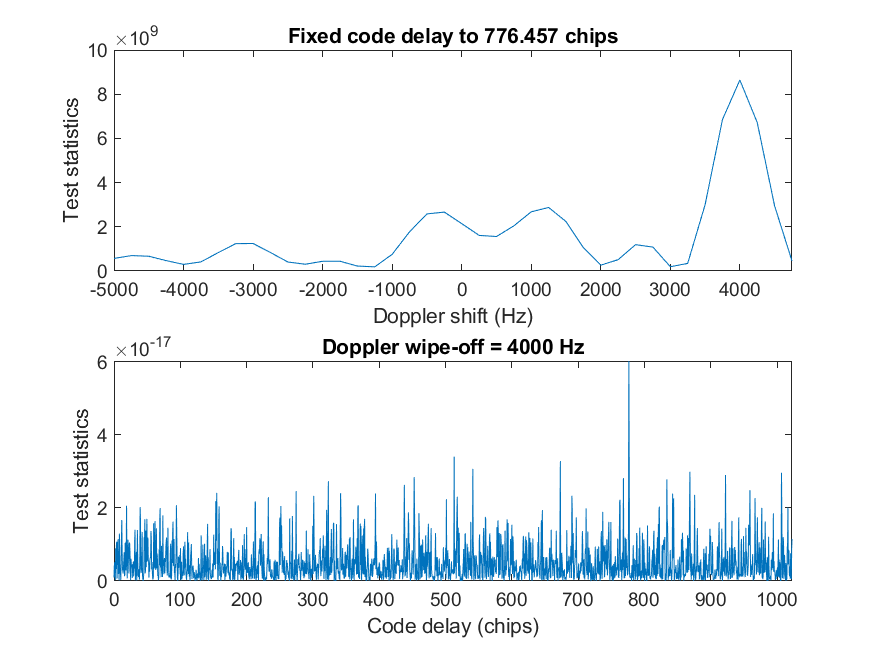 Fixed code delay to 776.457 chips
×10^9
10
8
6
4
2
0
Test statistics
-5000 -4000 -3000 -2000 -1000 0 1000 2000 3000 4000
Doppler shift (Hz)
Doppler wipe-off = 4000 Hz
×10^-17
6
4
2
0
Test statistics
0 100 200 300 400 500 600 700 800 900 1000
Code delay (chips)